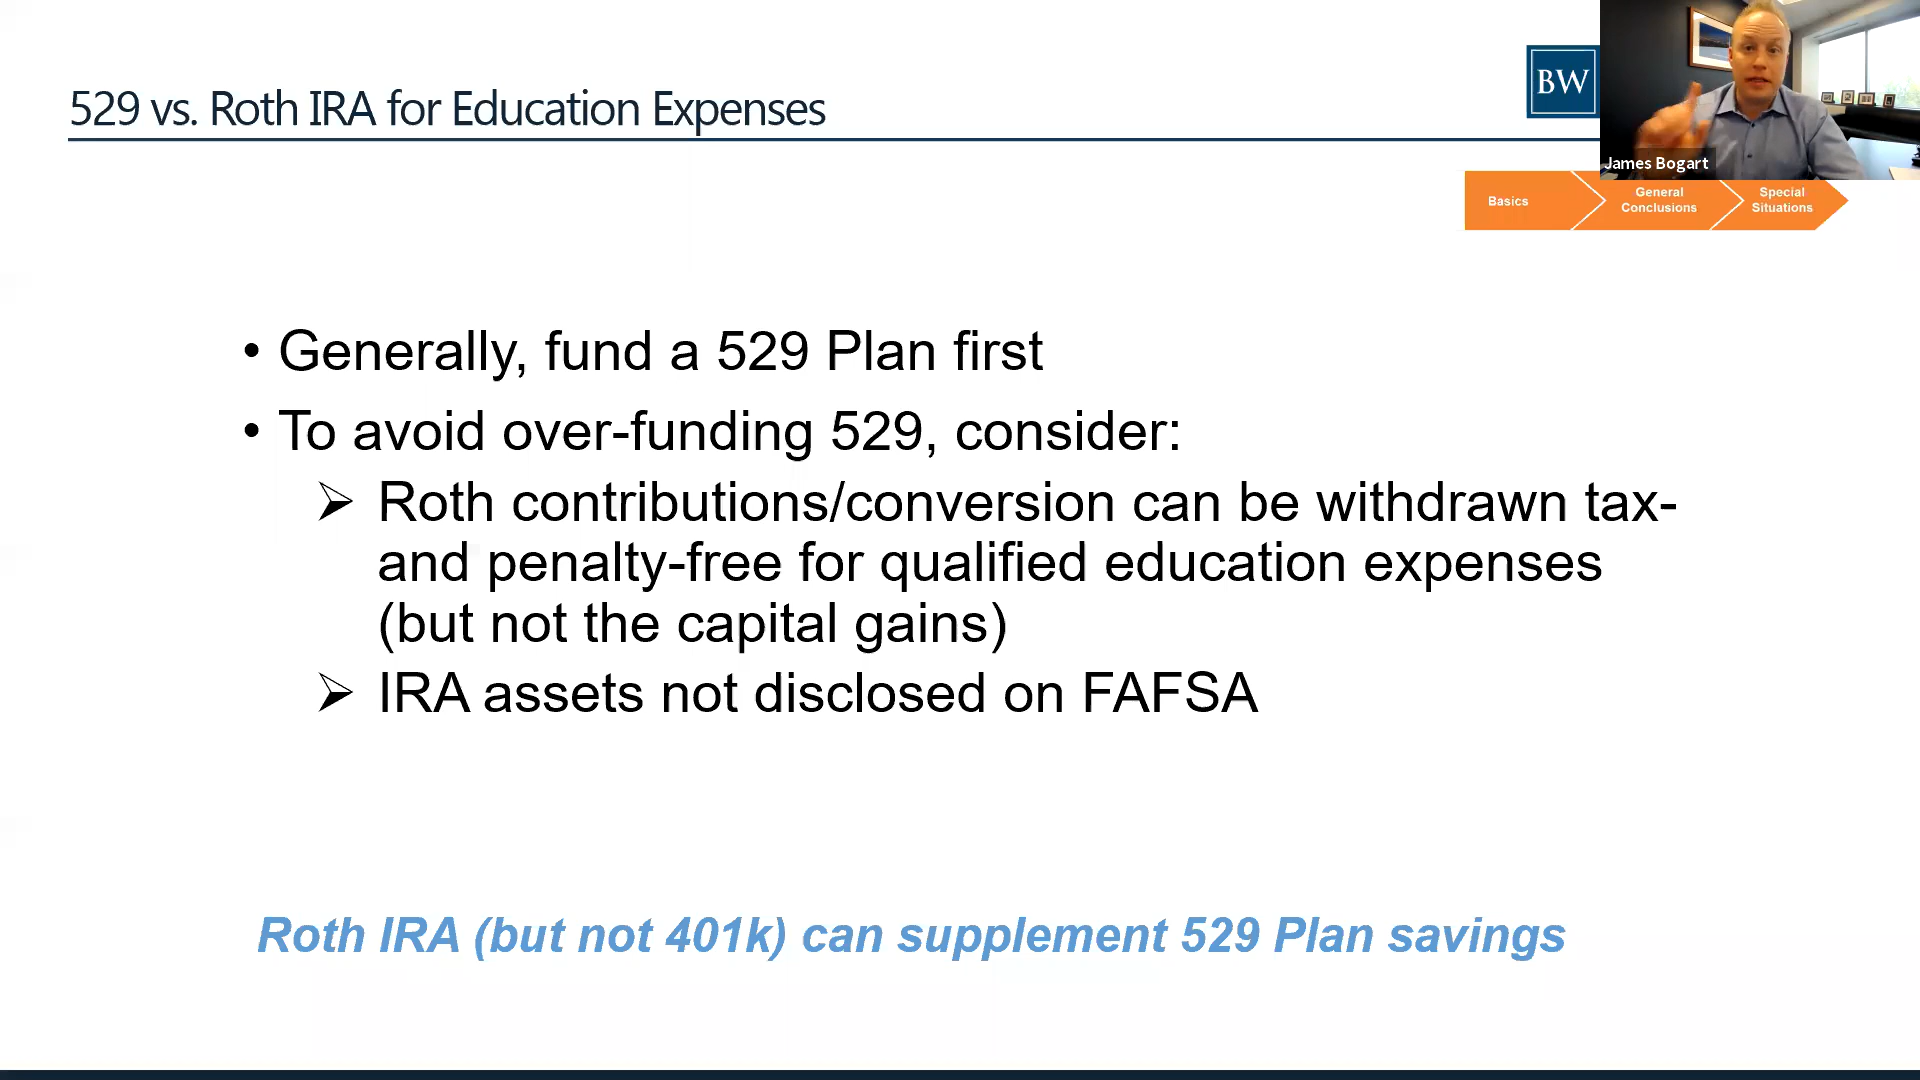 529 vs. Roth IRA for Education Expenses
BW
James Bogart
Basics
General
Conclusions
Special
Situations
• Generally, fund a 529 Plan first
• To avoid over-funding 529, consider:
➢ Roth contributions/conversion can be withdrawn tax-
and penalty-free for qualified education expenses
(but not the capital gains)
➢ IRA assets not disclosed on FAFSA
Roth IRA (but not 401k) can supplement 529 Plan savings